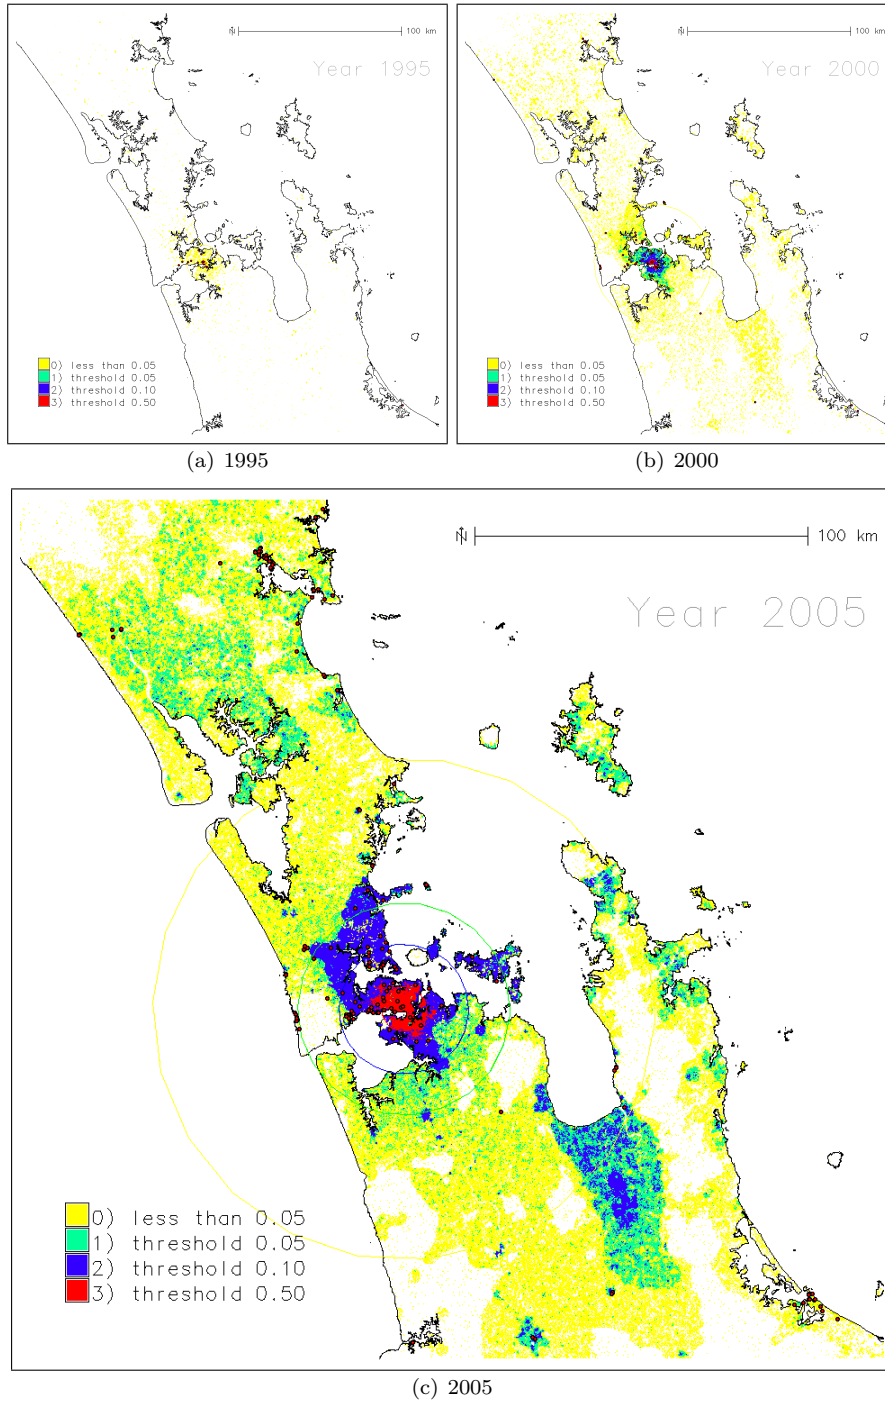 N 100 km
Year 1995
0) less than 0.05
1) threshold 0.05
2) threshold 0.10
3) threshold 0.50
(a) 1995
N 100 km
Year 2000
0) less than 0.05
1) threshold 0.05
2) threshold 0.10
3) threshold 0.50
(b) 2000
N 100 km
Year 2005
0) less than 0.05
1) threshold 0.05
2) threshold 0.10
3) threshold 0.50
(c) 2005